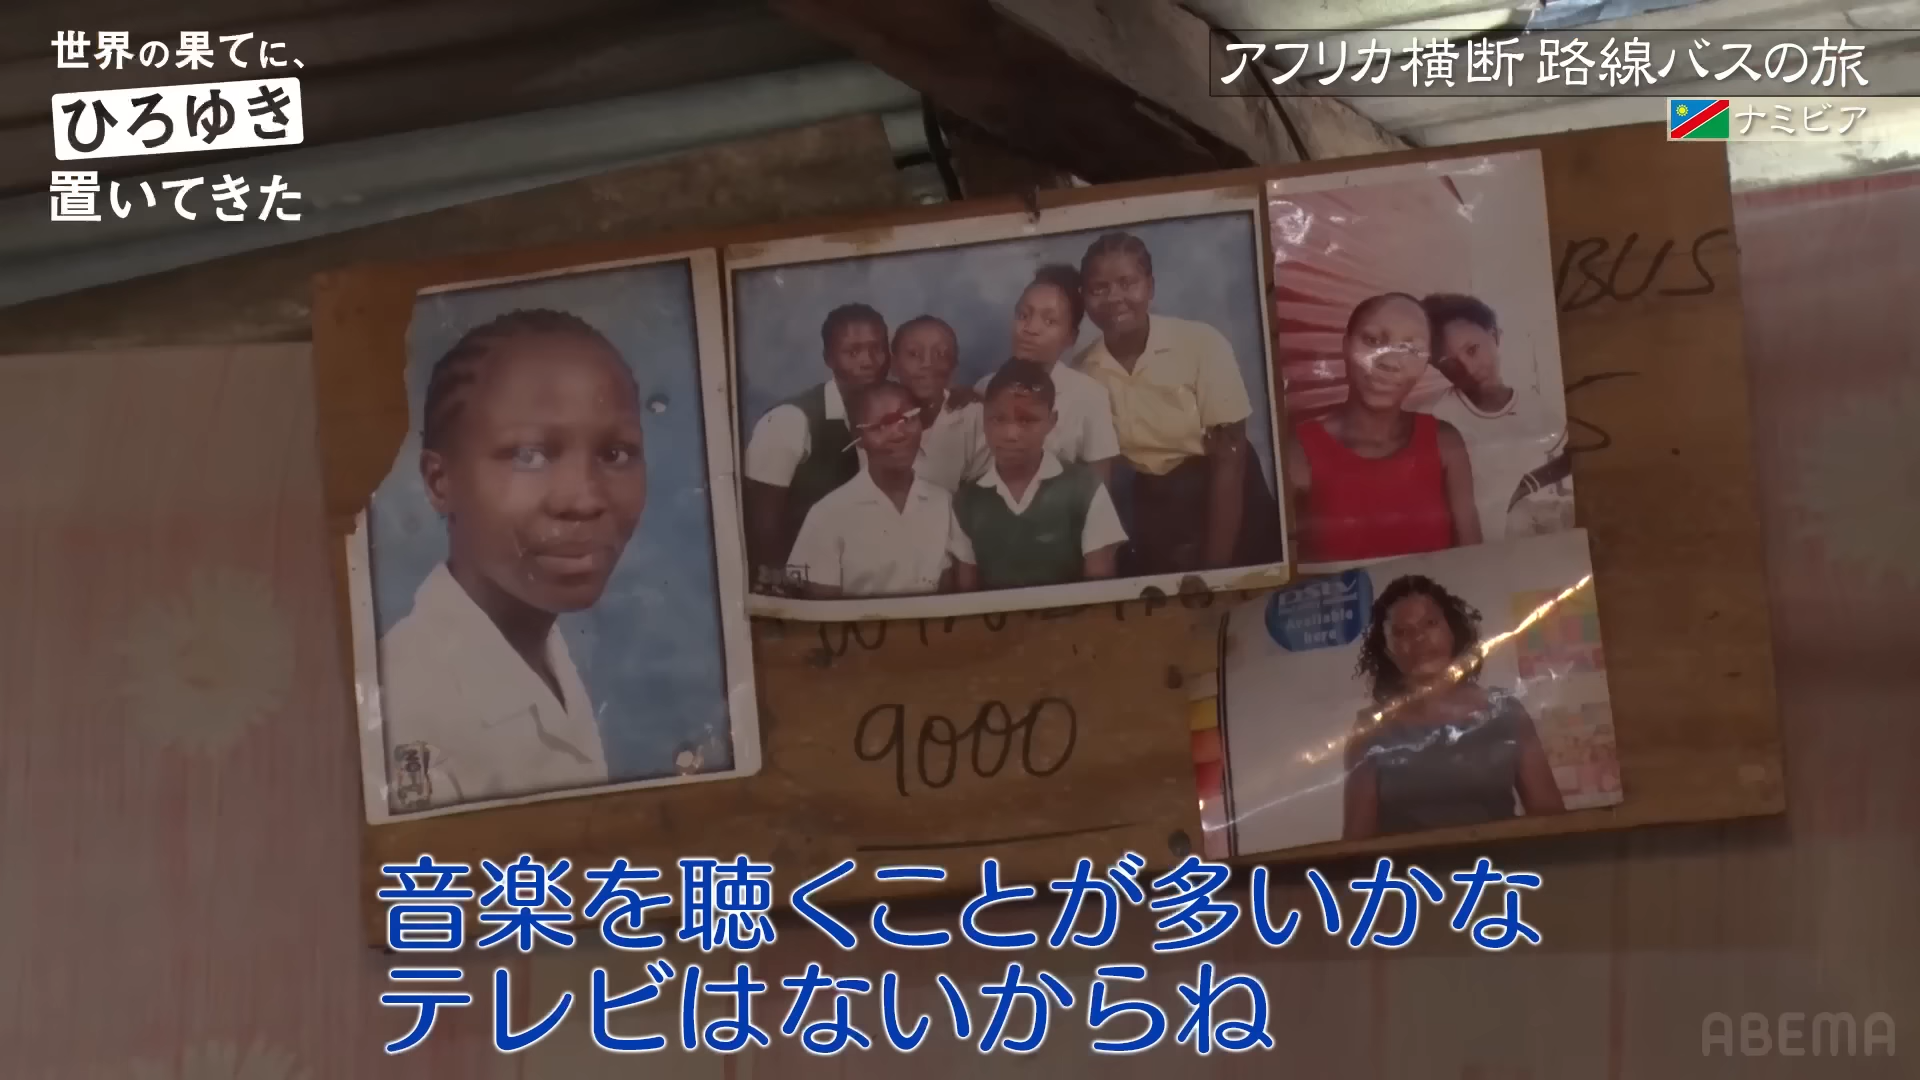 世界の果てに、
ひろゆき
置いてきた
アフリカ横断 路線バスの旅
ナミビア
BUS
S
DStv
Available
here
9000
音楽を聴くことが多いかな
テレビはないからね
ABEMA